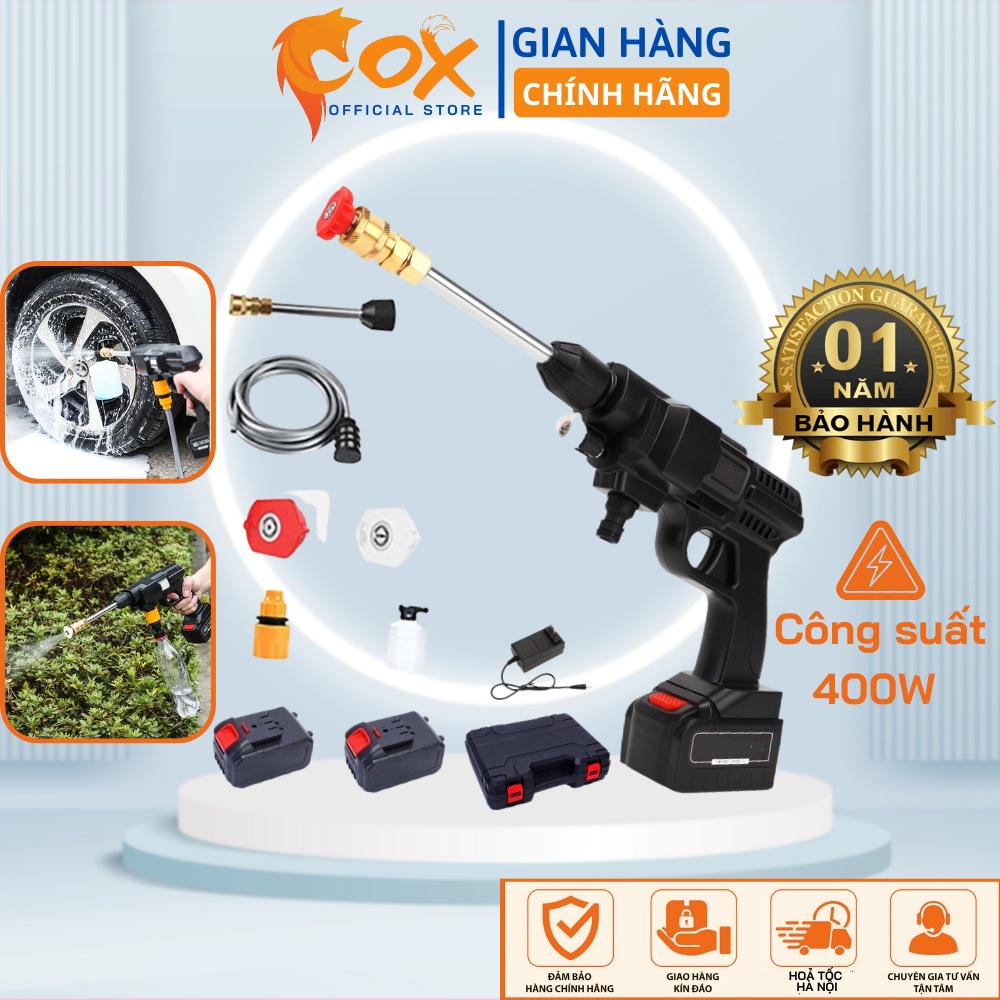 COX
OFFICIAL STORE
GIAN HÀNG
CHÍNH HÃNG
SATISFACTION GUARANTEED
01
NĂM
BẢO HÀNH
Công suất
400W
ĐẢM BẢO
HÀNG CHÍNH HÃNG
GIAO HÀNG
KÍN ĐÁO
HOẢ TỐC
HÀ NỘI
CHUYÊN GIA TƯ VẤN
TẬN TÂM